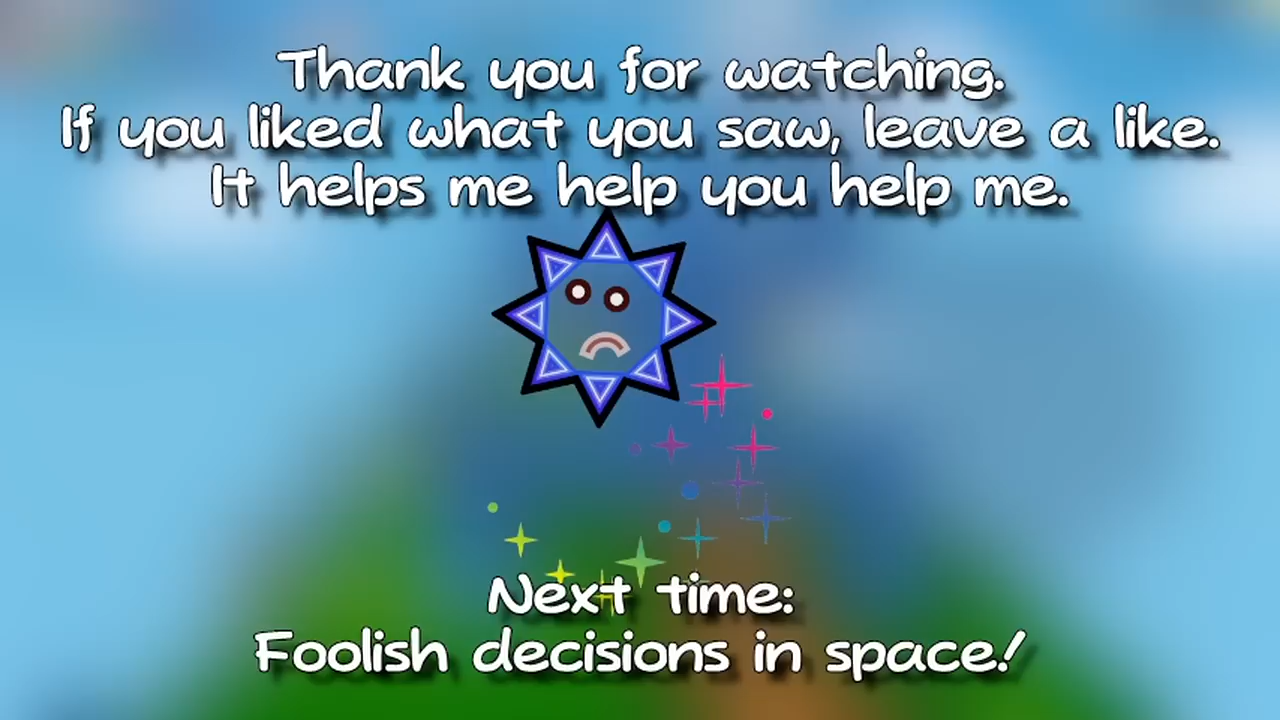 Thank you for watching.
If you liked what you saw, leave a like.
It helps me help you help me.
Next time:
Foolish decisions in space!